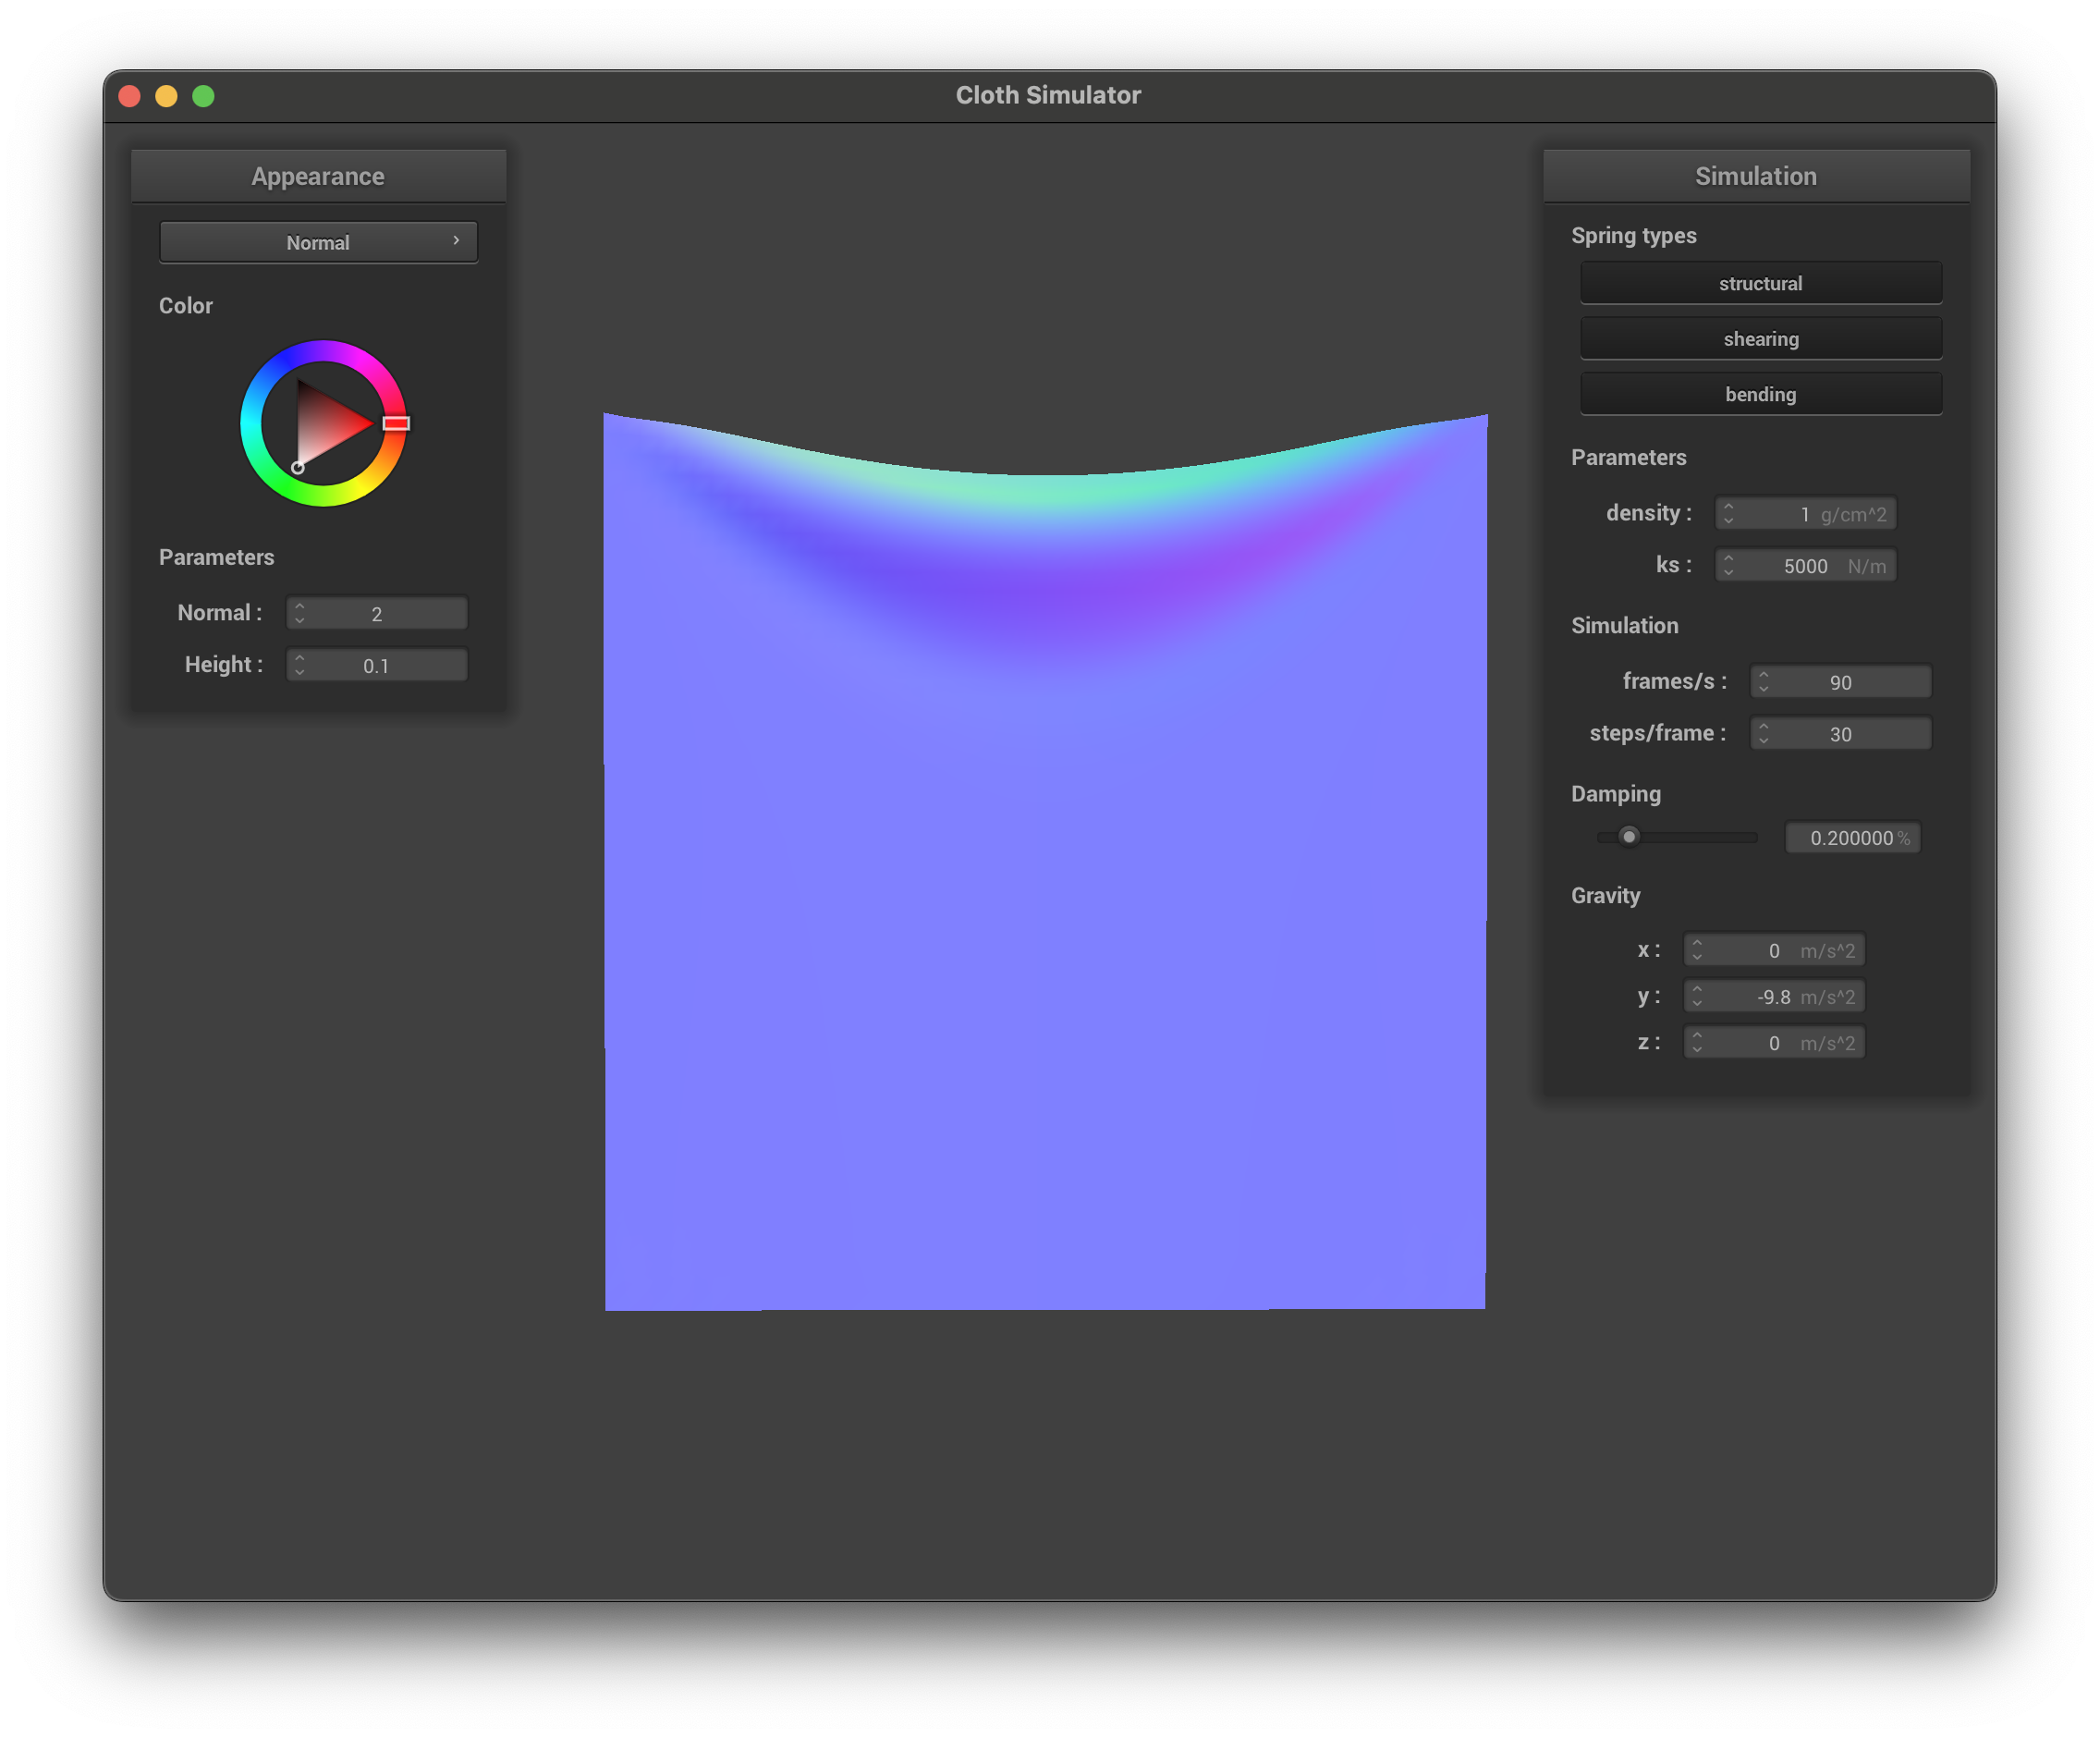 Cloth Simulator
Appearance
Normal
Color
Parameters
Normal : 2
Height : 0.1
Simulation
Spring types
structural
shearing
bending
Parameters
density : 1 g/cm^2
ks : 5000 N/m
Simulation
frames/s : 90
steps/frame : 30
Damping
0.200000 %
Gravity
x : 0 m/s^2
y : -9.8 m/s^2
z : 0 m/s^2